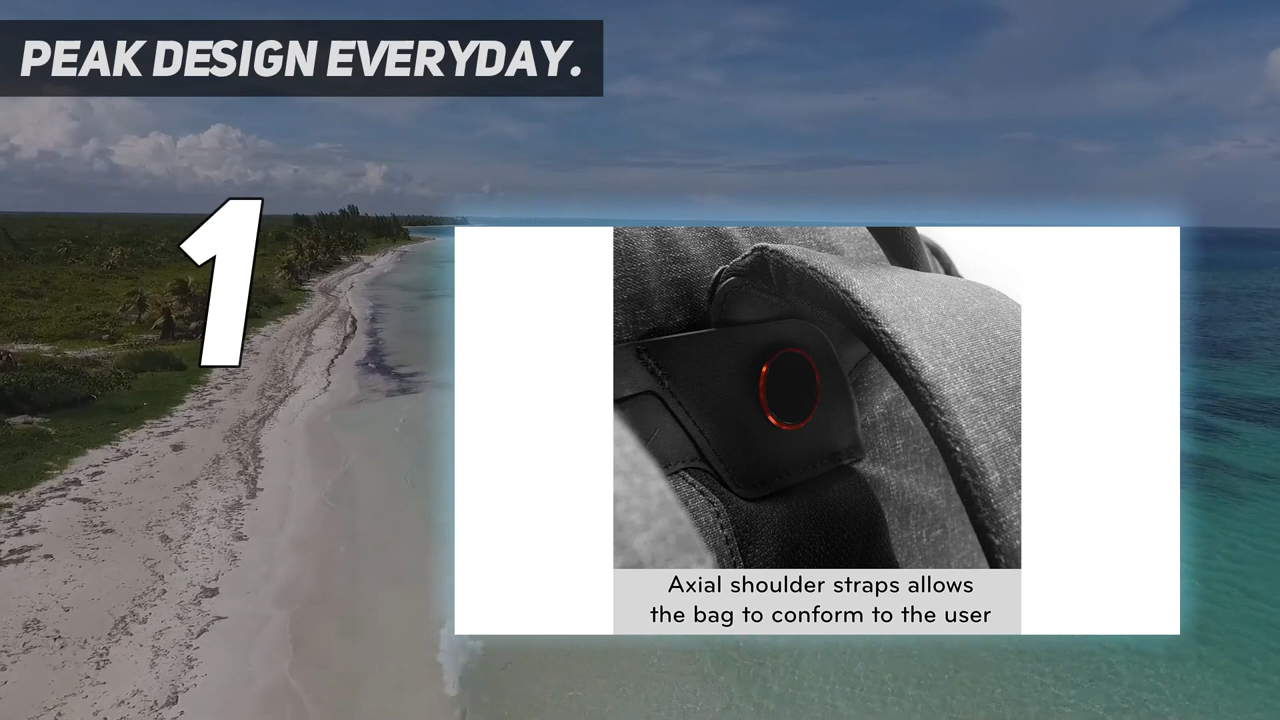 PEAK DESIGN EVERYDAY.
1
Axial shoulder straps allows
the bag to conform to the user